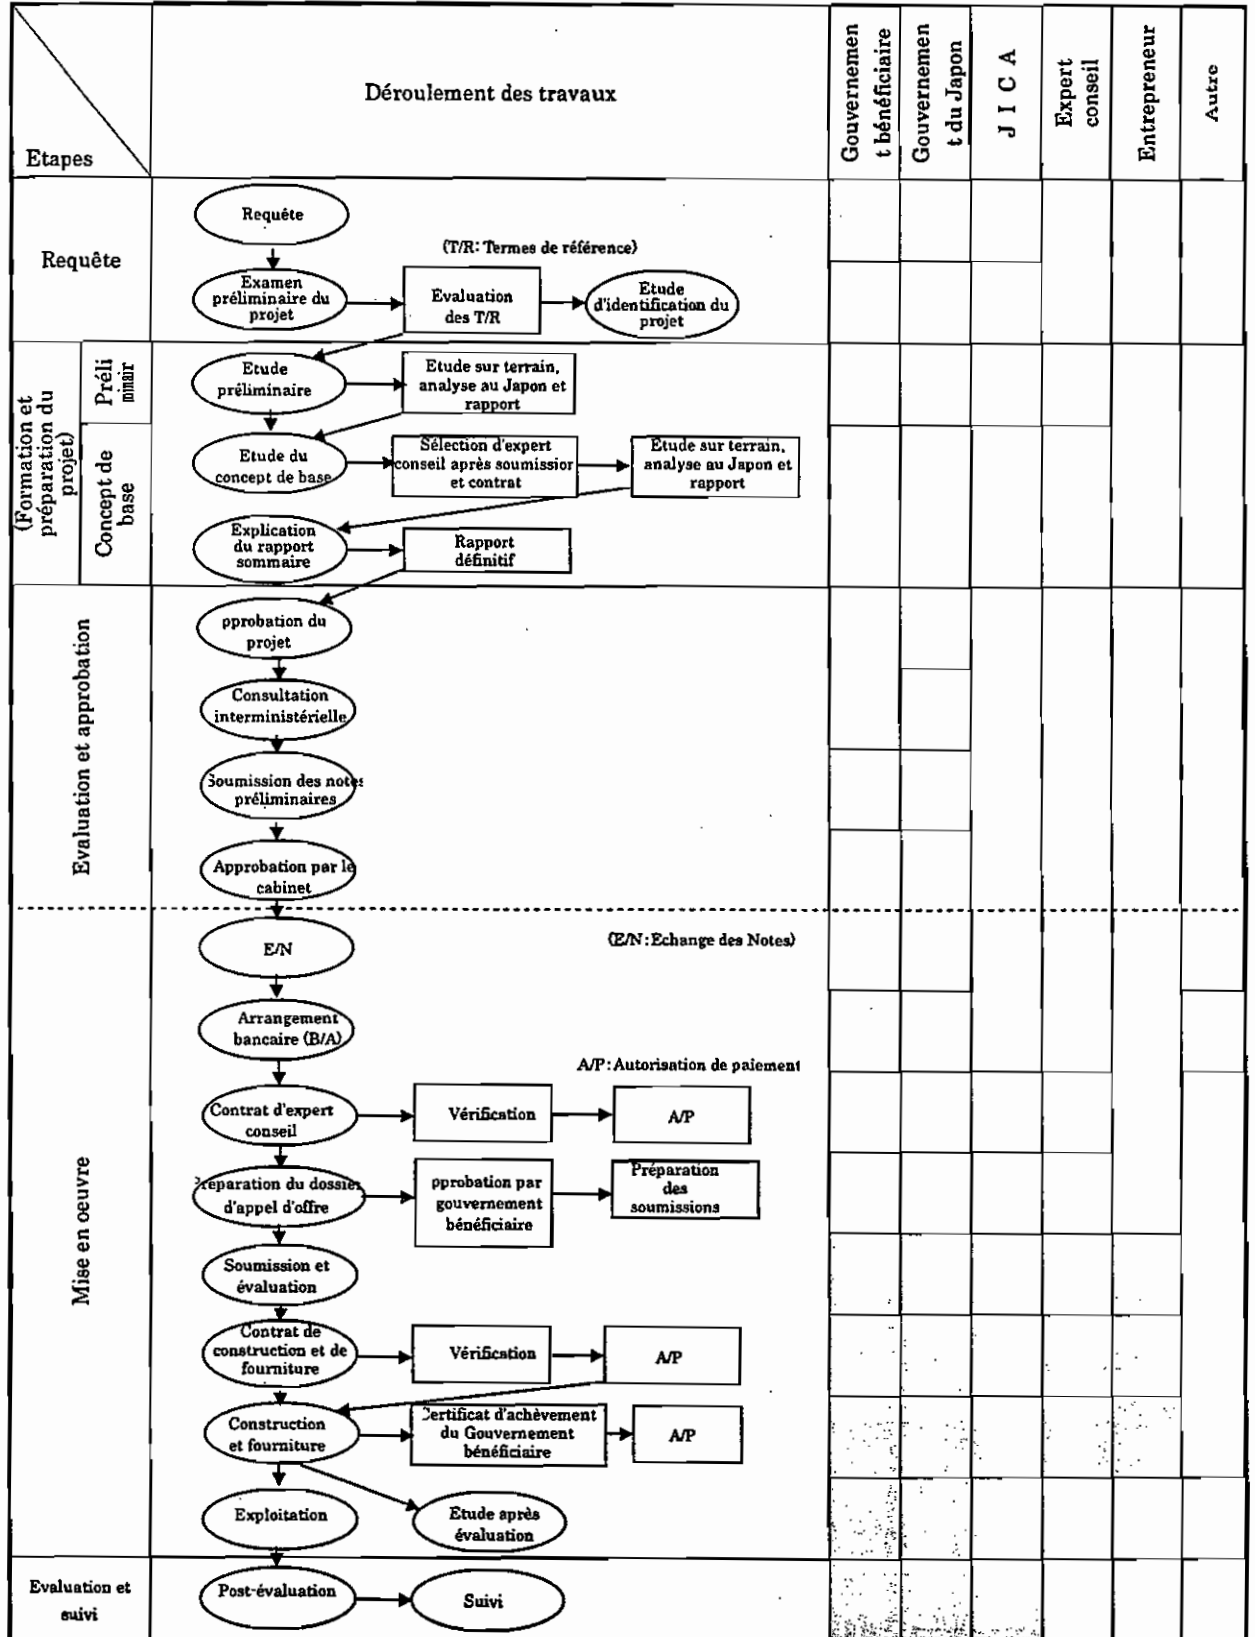 Etapes
Déroulement des travaux
Gouvernemen
t bénéficiaire
Gouvernemen
t du Japon
J I C A
Expert
conseil
Entrepreneur
Autre
Requête
Requête
(T/R: Termes de référence)
Examen
préliminaire du
projet
Evaluation
des T/R
Etude
d'identification du
projet
(Formation et
préparation du
projet)
Préli
minair
Etude
préliminaire
Etude sur terrain,
analyse au Japon et
rapport
Concept de
base
Etude du
concept de base
Sélection d'expert
conseil après soumission
et contrat
Etude sur terrain,
analyse au Japon et
rapport
Explication
du rapport
sommaire
Rapport
définitif
Evaluation et approbation
pprobation du
projet
Consultation
interministérielle
Soumission des notes
préliminaires
Approbation par le
cabinet
Mise en oeuvre
E/N
(E/N: Echange des Notes)
Arrangement
bancaire (B/A)
A/P: Autorisation de paiement
Contrat d'expert
conseil
Vérification
A/P
Préparation du dossier
d'appel d'offre
pprobation par
gouvernement
bénéficiaire
Préparation
des
soumissions
Soumission et
évaluation
Contrat de
construction et de
fourniture
Vérification
A/P
Construction
et fourniture
Certificat d'achèvement
du Gouvernement
bénéficiaire
A/P
Exploitation
Etude après
évaluation
Evaluation et
suivi
Post-évaluation
Suivi